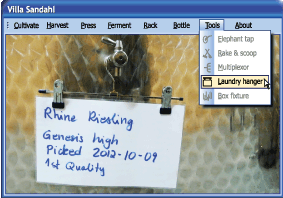 Villa Sandahl
Cultivate Harvest Press Ferment Rack Bottle Tools About
Elephant tap
Rake & scoop
Multiplexor
Laundry hanger
Box fixture
Rhine Riesling
Genesis high
Picked 2012-10-09
1st Quality